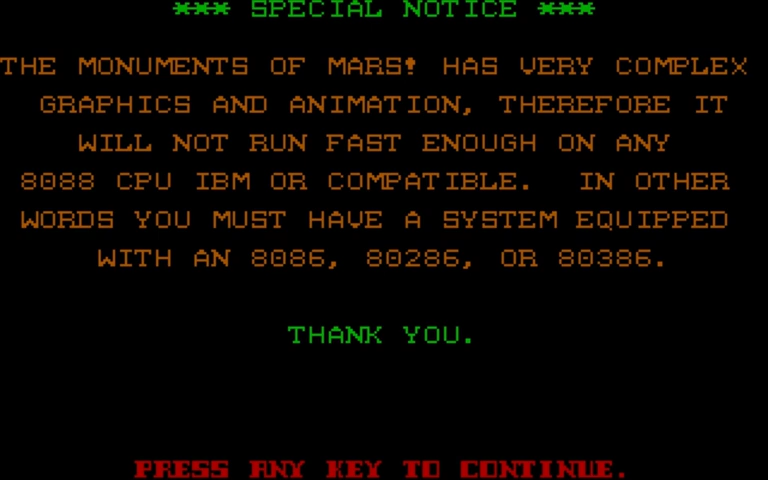 *** SPECIAL NOTICE ***
THE MONUMENTS OF MARS! HAS VERY COMPLEX
GRAPHICS AND ANIMATION, THEREFORE IT
WILL NOT RUN FAST ENOUGH ON ANY
8088 CPU IBM OR COMPATIBLE.  IN OTHER
WORDS YOU MUST HAVE A SYSTEM EQUIPPED
WITH AN 8086, 80286, OR 80386.
THANK YOU.
PRESS ANY KEY TO CONTINUE.